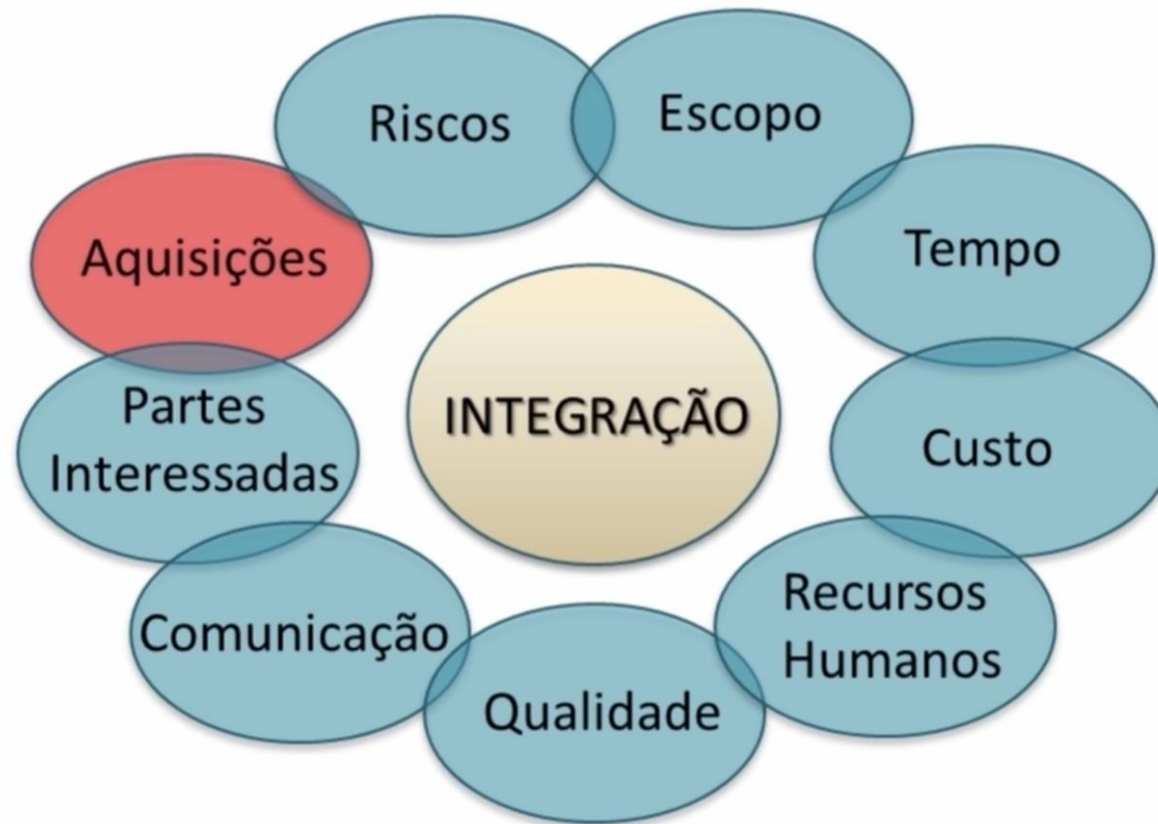 Riscos
Escopo
Aquisições
Tempo
INTEGRAÇÃO
Partes
Interessadas
Custo
Comunicação
Recursos
Humanos
Qualidade